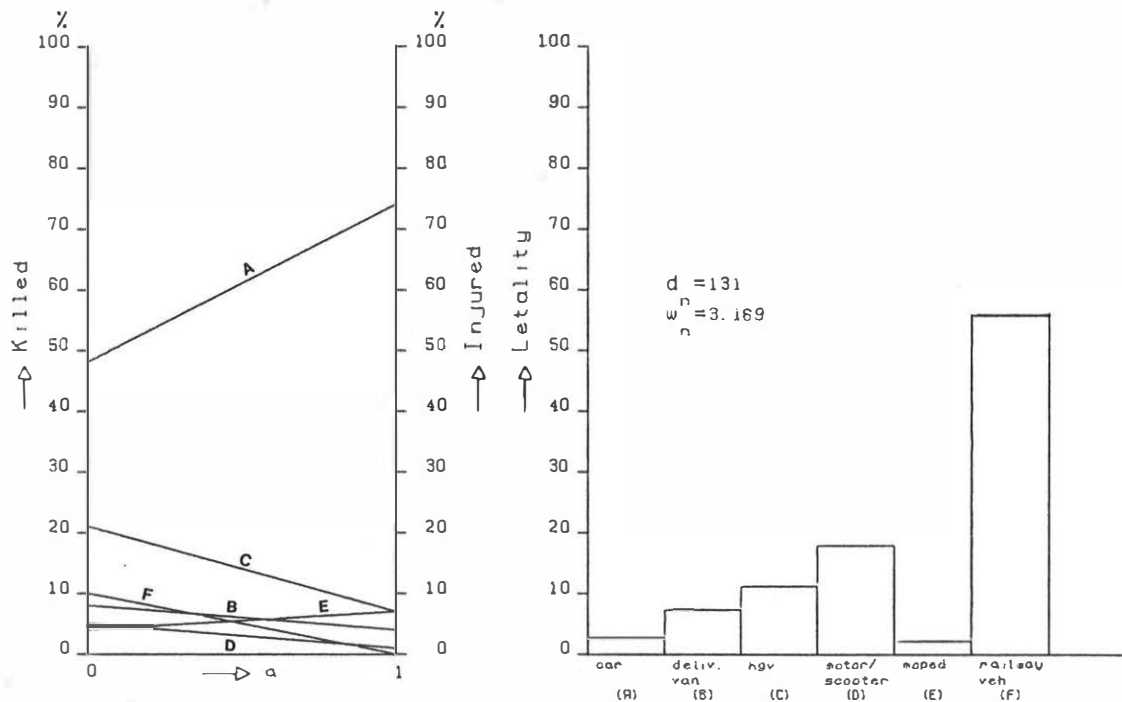 %
100
90
80
70
60
50
40
30
20
10
0
Killed
%
100
90
80
70
60
50
40
30
20
10
0
Injured
A
C
F
B
E
D
0
a
1
Letality
100
90
80
70
60
50
40
30
20
10
0
d =131
n
w =3.169
n
car deliv. hgv motor/ moped railway
van scooter veh
(A) (B) (C) (D) (E) (F)